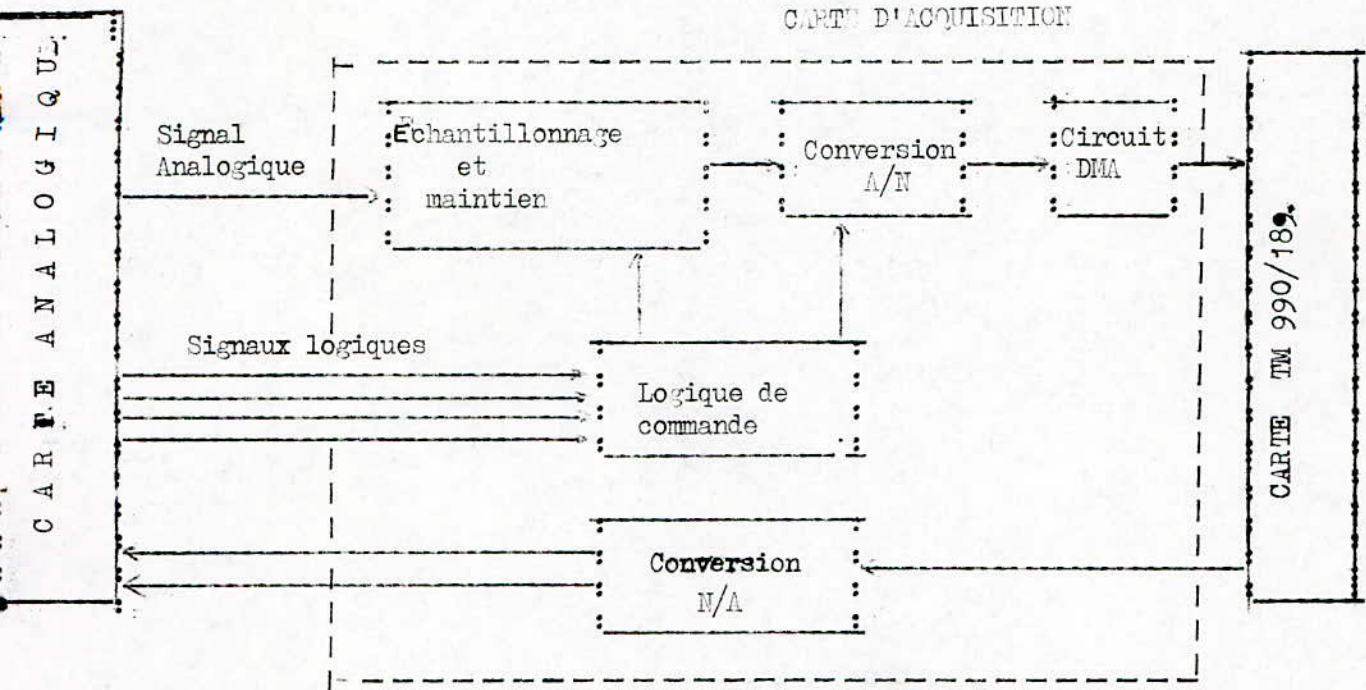 CARTE D'ACQUISITION
CARTE ANALOGIQUE
Signal
Analogique
Échantillonnage
et
maintien
Conversion
A/N
Circuit
DMA
CARTE TM 990/189.
Signaux logiques
Logique de
commande
Conversion
N/A